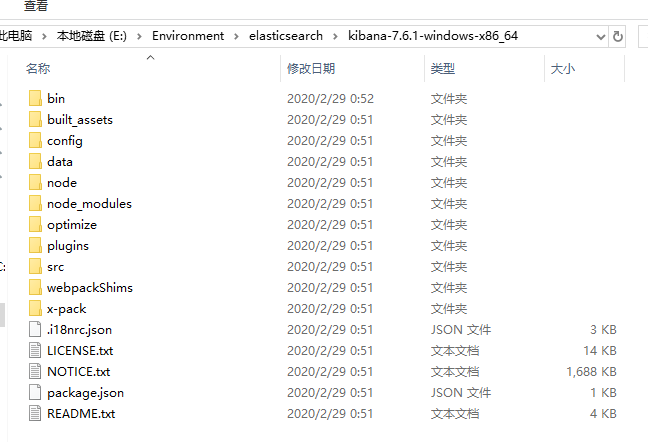 查看
此电脑 > 本地磁盘 (E:) > Environment > elasticsearch > kibana-7.6.1-windows-x86_64
名称 修改日期 类型 大小
bin 2020/2/29 0:52 文件夹
built_assets 2020/2/29 0:51 文件夹
config 2020/2/29 0:51 文件夹
data 2020/2/29 0:51 文件夹
node 2020/2/29 0:51 文件夹
node_modules 2020/2/29 0:51 文件夹
optimize 2020/2/29 0:51 文件夹
plugins 2020/2/29 0:51 文件夹
src 2020/2/29 0:51 文件夹
C:
webpackShims 2020/2/29 0:51 文件夹
x-pack 2020/2/29 0:51 文件夹
.i18nrc.json 2020/2/29 0:51 JSON 文件 3 KB
LICENSE.txt 2020/2/29 0:51 文本文档 14 KB
NOTICE.txt 2020/2/29 0:51 文本文档 1,688 KB
package.json 2020/2/29 0:51 JSON 文件 1 KB
README.txt 2020/2/29 0:51 文本文档 4 KB